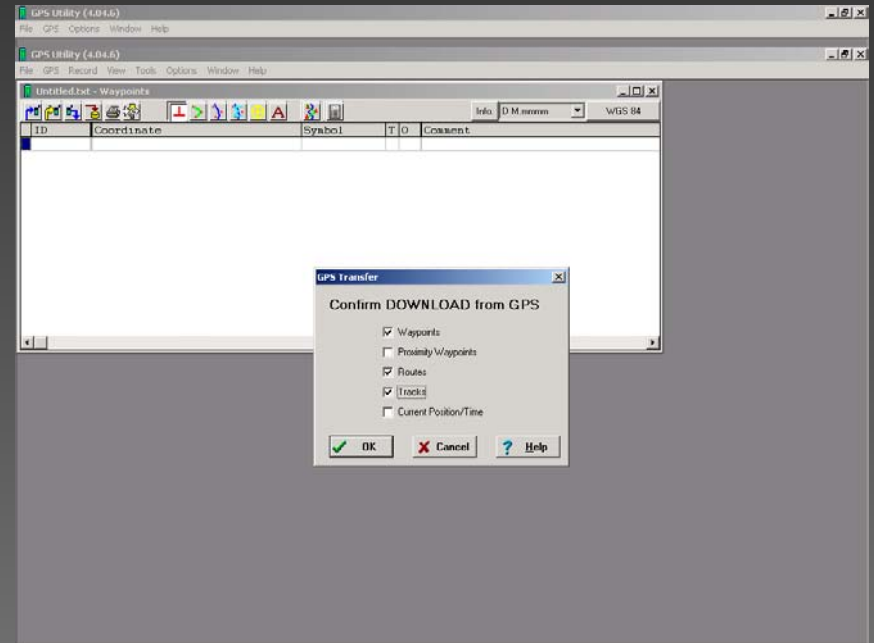 GPS Utility (4.04.6)
File GPS Options Window Help
GPS Utility (4.04.6)
File GPS Record View Tools Options Window Help
Untitled.txt - Waypoints
A Info D M.mmmm WGS 84
ID Coordinate Symbol T O Comment
GPS Transfer
Confirm DOWNLOAD from GPS
Waypoints
Proximity Waypoints
Routes
Tracks
Current Position/Time
OK Cancel ? Help